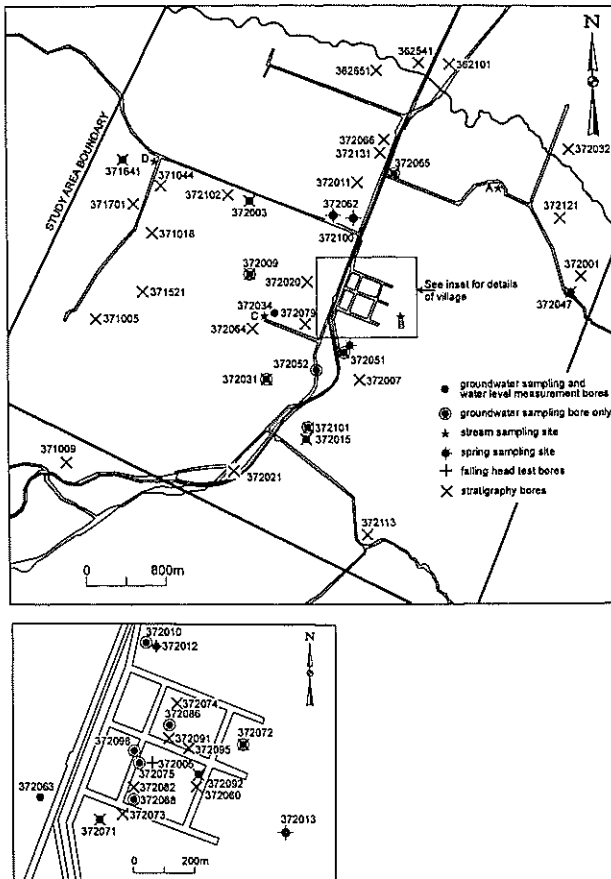 N
362541
362651
362101
372066
372131
372032
D
371641
371044
372065
372102
372011
A
STUDY AREA BOUNDARY
371701
372003
372062
372121
371018
372100
372009
372020
372001
See inset for details
of village
371521
372034
372047
C
372079
B
371005
372064
372052
372051
372031
372007
groundwater sampling and
water level measurement bores
groundwater sampling bore only
stream sampling site
spring sampling site
falling head test bores
stratigraphy bores
372101
372015
371009
372021
372113
0 800m
372010
N
372012
372074
372086
372072
372091
372095
372005
372075
372063
372082
372092
372060
372073
372071
372013
0 200m